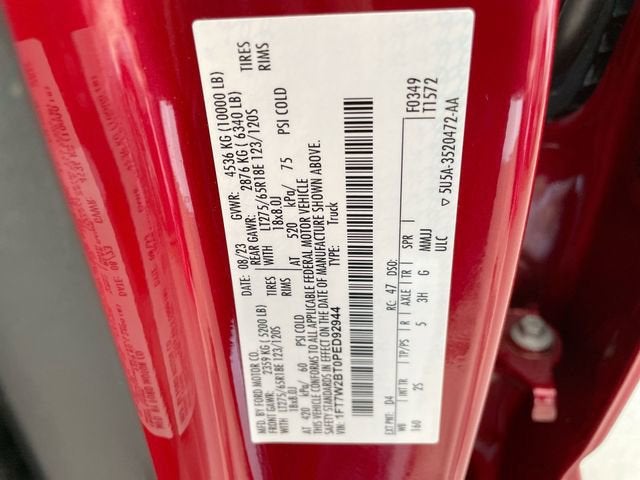 MFD. BY FORD MOTOR CO.
DATE: 08/23 GVWR: 4536 KG (10000 LB)
FRONT GAWR: 2359 KG (5200 LB) REAR GAWR: 2876 KG (6340 LB)
WITH LT275/65R18E 123/120S TIRES WITH LT275/65R18E 123/120S TIRES
18x8.0J RIMS 18x8.0J RIMS
AT 420 kPa/ 60 PSI COLD AT 520 kPa/ 75 PSI COLD
THIS VEHICLE CONFORMS TO ALL APPLICABLE FEDERAL MOTOR VEHICLE
SAFETY STANDARDS IN EFFECT ON THE DATE OF MANUFACTURE SHOWN ABOVE.
VIN: 1FT7W2BT0PED92944 TYPE: Truck
F0349
T1572
EXT PNT: D4 RC: 47 DSO:
WB INT TR TP/PS R AXLE TR SPR
160 2S 5 3H G MMUJ
ULC
5U5A-3520472-AA